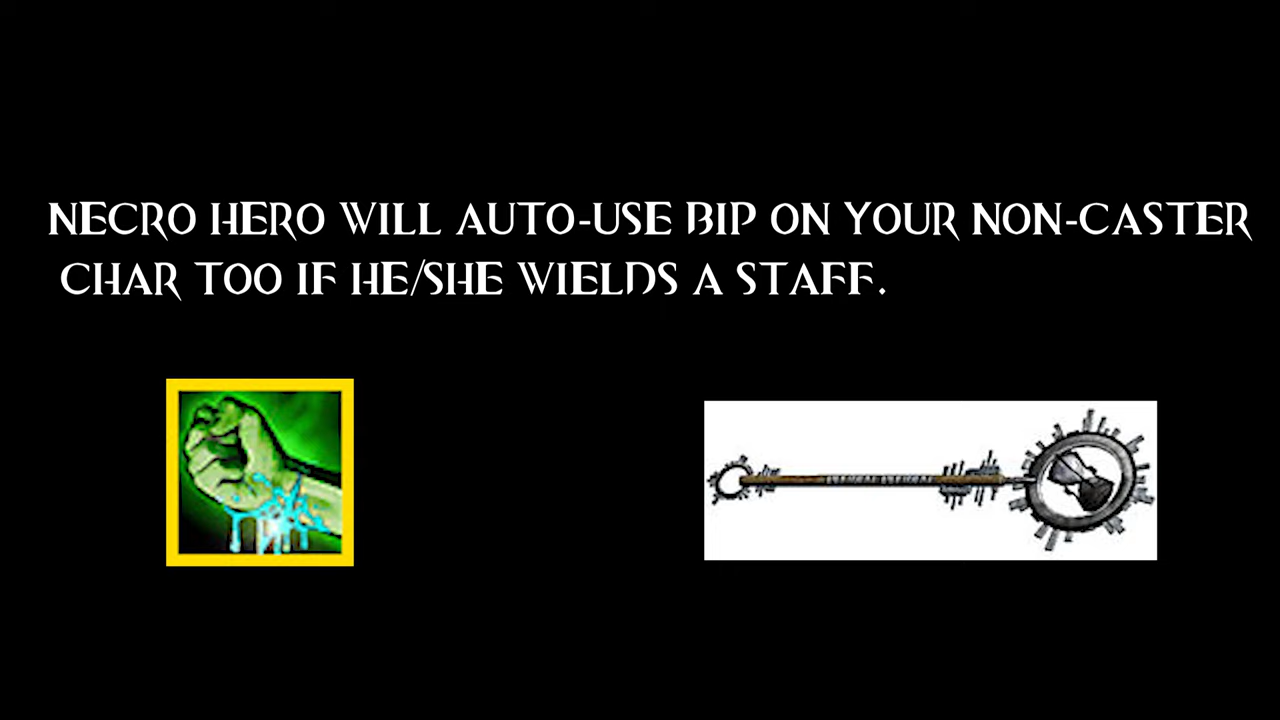 NECRO HERO WILL AUTO-USE BIP ON YOUR NON-CASTER
CHAR TOO IF HE/SHE WIELDS A STAFF.